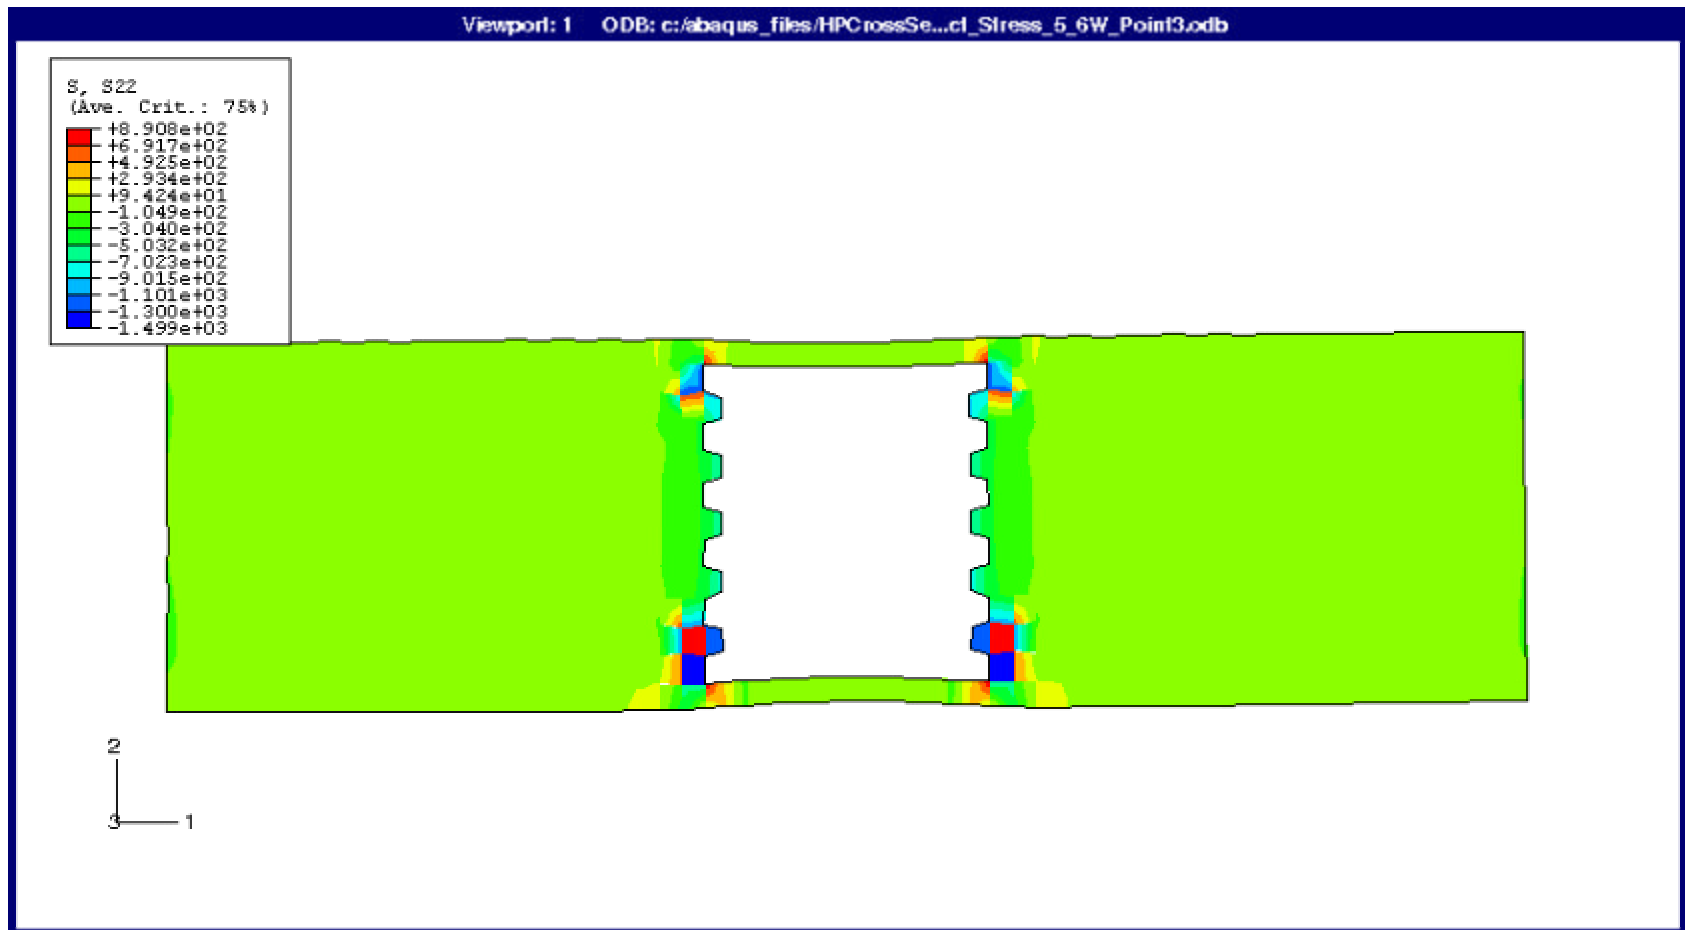 Viewport: 1 ODB: c:/abaqus_files/HPCrossSe...ct_Stress_5_6W_Point3.odb
S, S22
(Ave. Crit.: 75%)
+8.908e+02
+6.917e+02
+4.925e+02
+2.934e+02
+9.424e+01
-1.049e+02
-3.040e+02
-5.032e+02
-7.023e+02
-9.015e+02
-1.101e+03
-1.300e+03
-1.499e+03
2
3 1